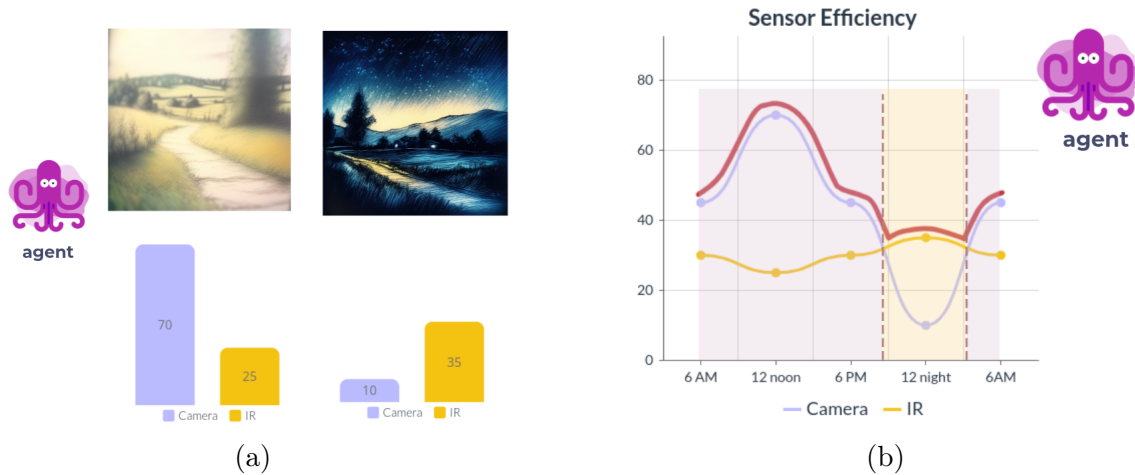 agent
70
25
Camera IR
10
35
Camera IR
(a)
Sensor Efficiency
80
60
40
20
0
6 AM 12 noon 6 PM 12 night 6AM
Camera IR
agent
(b)